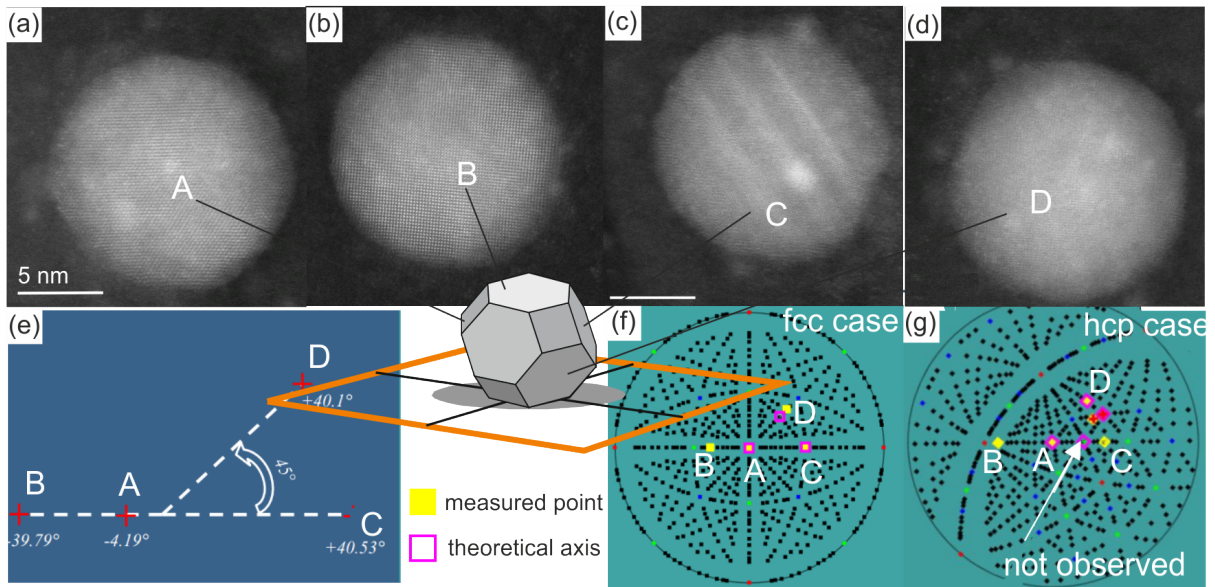 (a)
A
5 nm
(b)
B
(c)
C
(d)
D
(e)
D
+40.1°
45°
B
A
C
-39.79°
-4.19°
+40.53°
measured point
theoretical axis
(f)
fcc case
D
B
A
C
(g)
hcp case
D
B
A
C
not observed